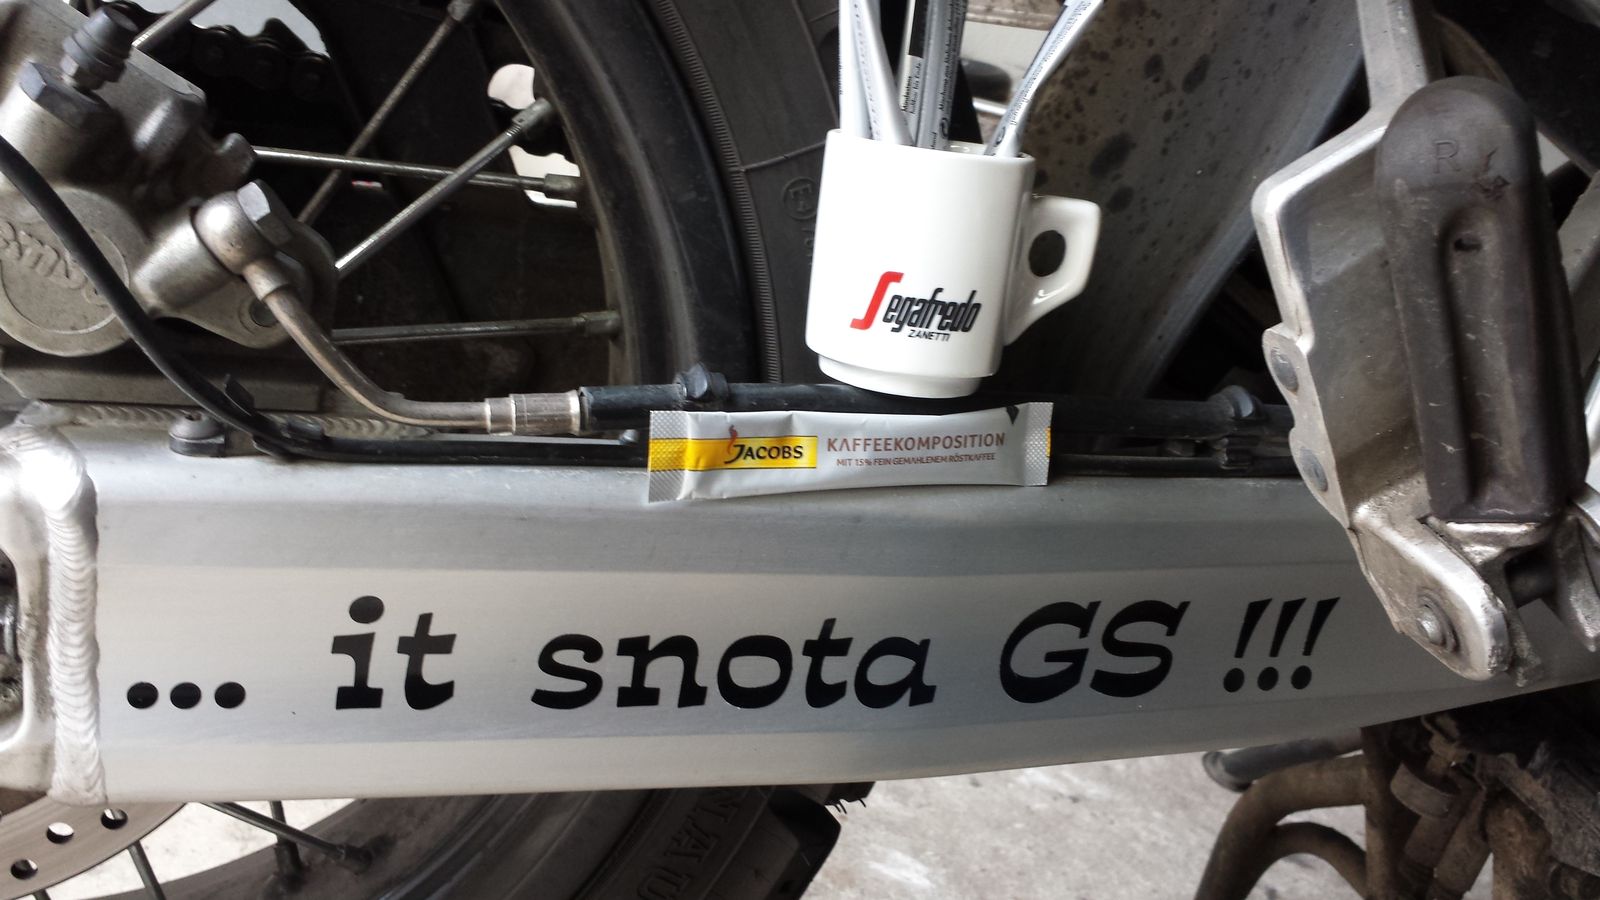 Segafredo
ZANETTI
JACOBS
KAFFEEKOMPOSITION
MIT 15% FEIN GEMAHLENEM RÖSTKAFFEE
... it snota GS !!!
R